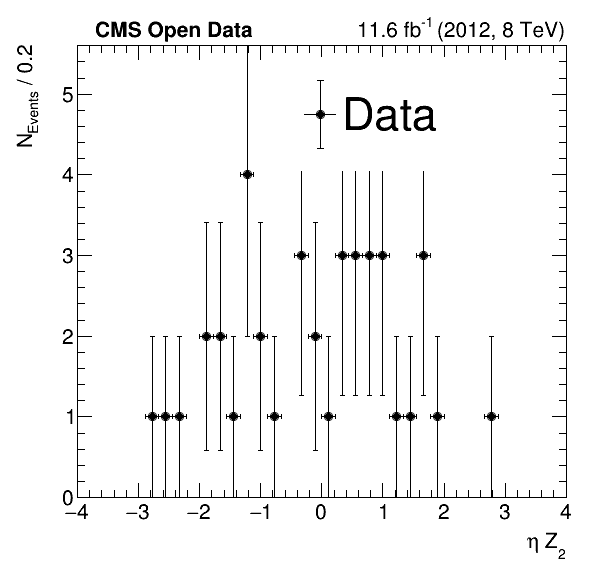 CMS Open Data 11.6 fb⁻¹ (2012, 8 TeV)
N_Events / 0.2
Data
5
4
3
2
1
0
−4 −3 −2 −1 0 1 2 3 4
η Z₂